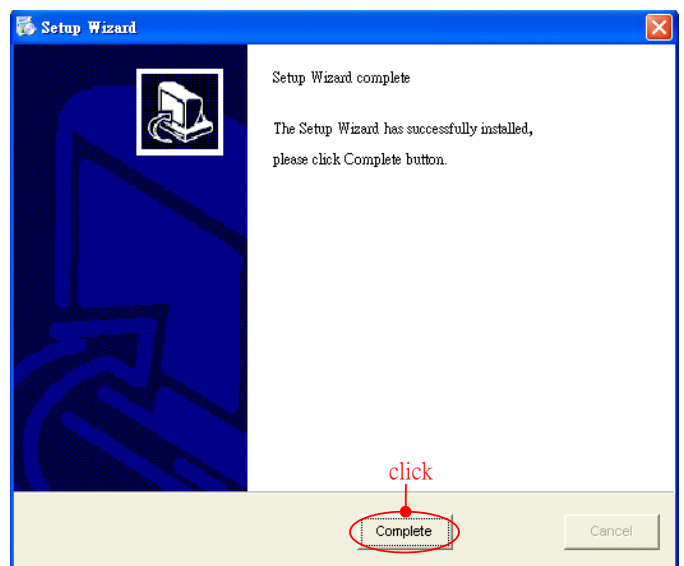 Setup Wizard
Setup Wizard complete
The Setup Wizard has successfully installed,
please click Complete button.
click
Complete
Cancel